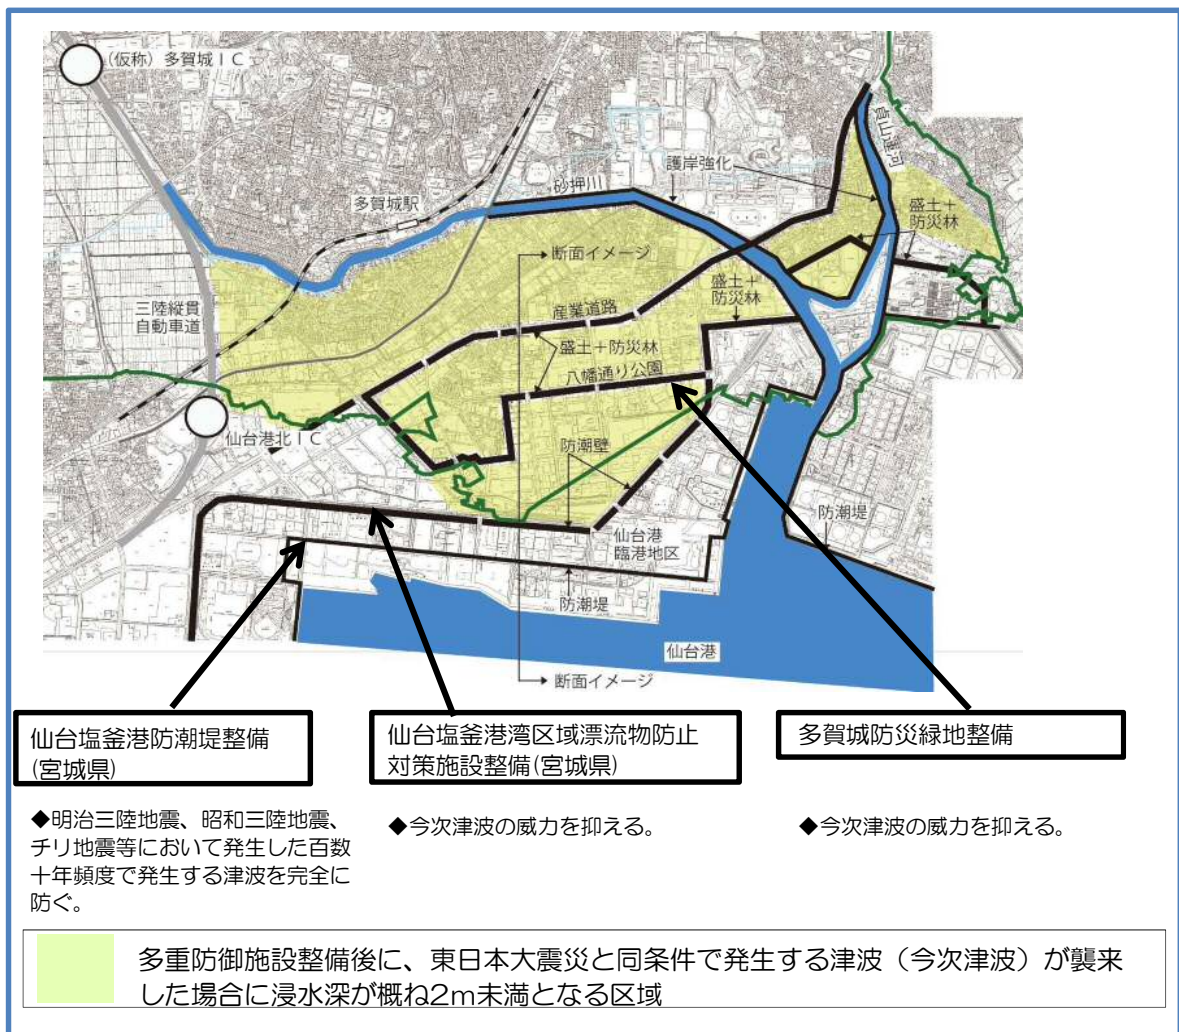 (仮称)多賀城IC
貞山運河
護岸強化
砂押川
多賀城駅
盛土+
防災林
断面イメージ
盛土+
防災林
三陸縦貫
自動車道
産業道路
盛土+防災林
八幡通り公園
仙台港北IC
防潮壁
防潮堤
仙台港
臨港地区
防潮堤
仙台港
断面イメージ
仙台塩釜港防潮堤整備
(宮城県)
仙台塩釜港湾区域漂流物防止
対策施設整備(宮城県)
多賀城防災緑地整備
◆明治三陸地震、昭和三陸地震、
チリ地震等において発生した百数
十年頻度で発生する津波を完全に
防ぐ。
◆今次津波の威力を抑える。
◆今次津波の威力を抑える。
多重防御施設整備後に、東日本大震災と同条件で発生する津波(今次津波)が襲来
した場合に浸水深が概ね2m未満となる区域